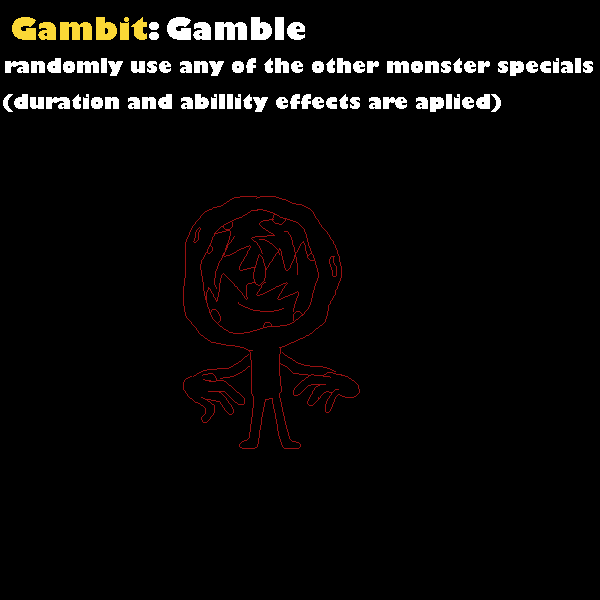 Gambit: Gamble
randomly use any of the other monster specials
(duration and abillity effects are aplied)